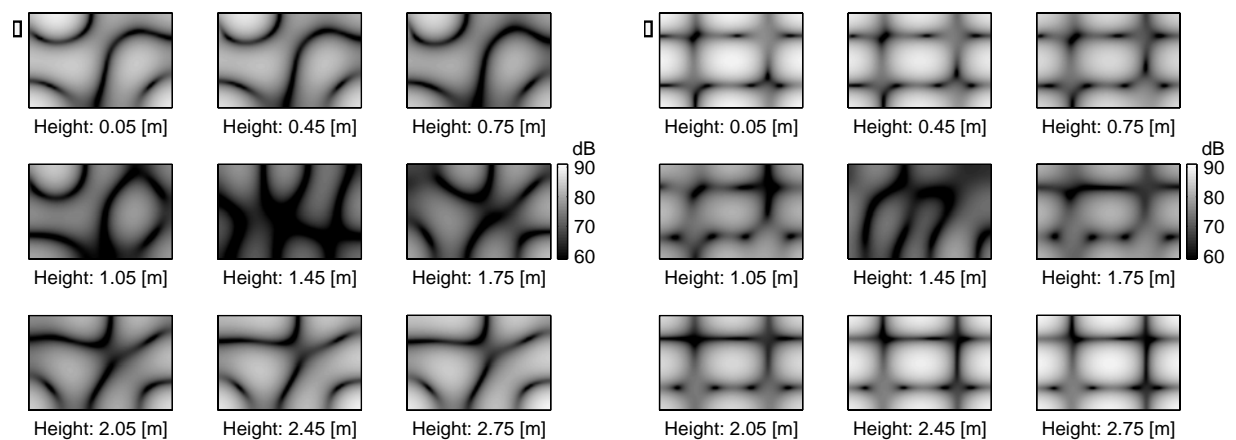 Height: 0.05 [m] Height: 0.45 [m] Height: 0.75 [m] Height: 0.05 [m] Height: 0.45 [m] Height: 0.75 [m]
dB dB
90 90
80 80
70 70
60 60
Height: 1.05 [m] Height: 1.45 [m] Height: 1.75 [m] Height: 1.05 [m] Height: 1.45 [m] Height: 1.75 [m]
Height: 2.05 [m] Height: 2.45 [m] Height: 2.75 [m] Height: 2.05 [m] Height: 2.45 [m] Height: 2.75 [m]